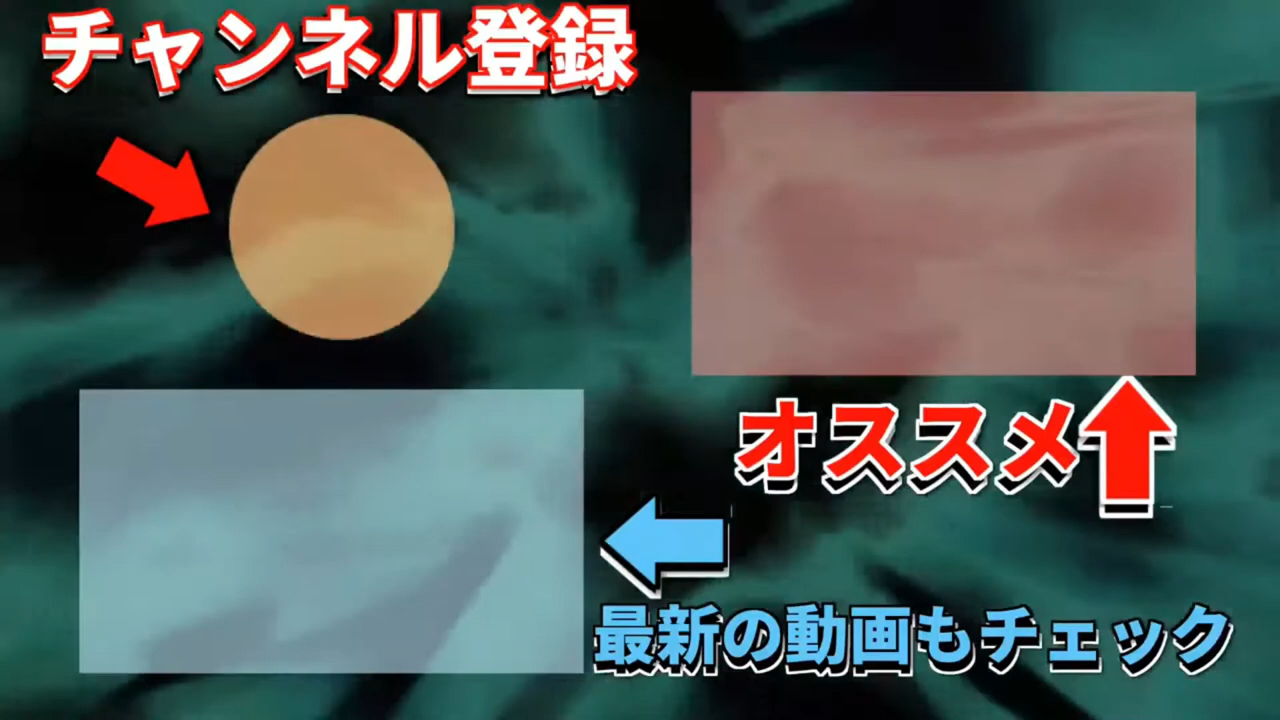 チャンネル登録
オススメ
最新の動画もチェック